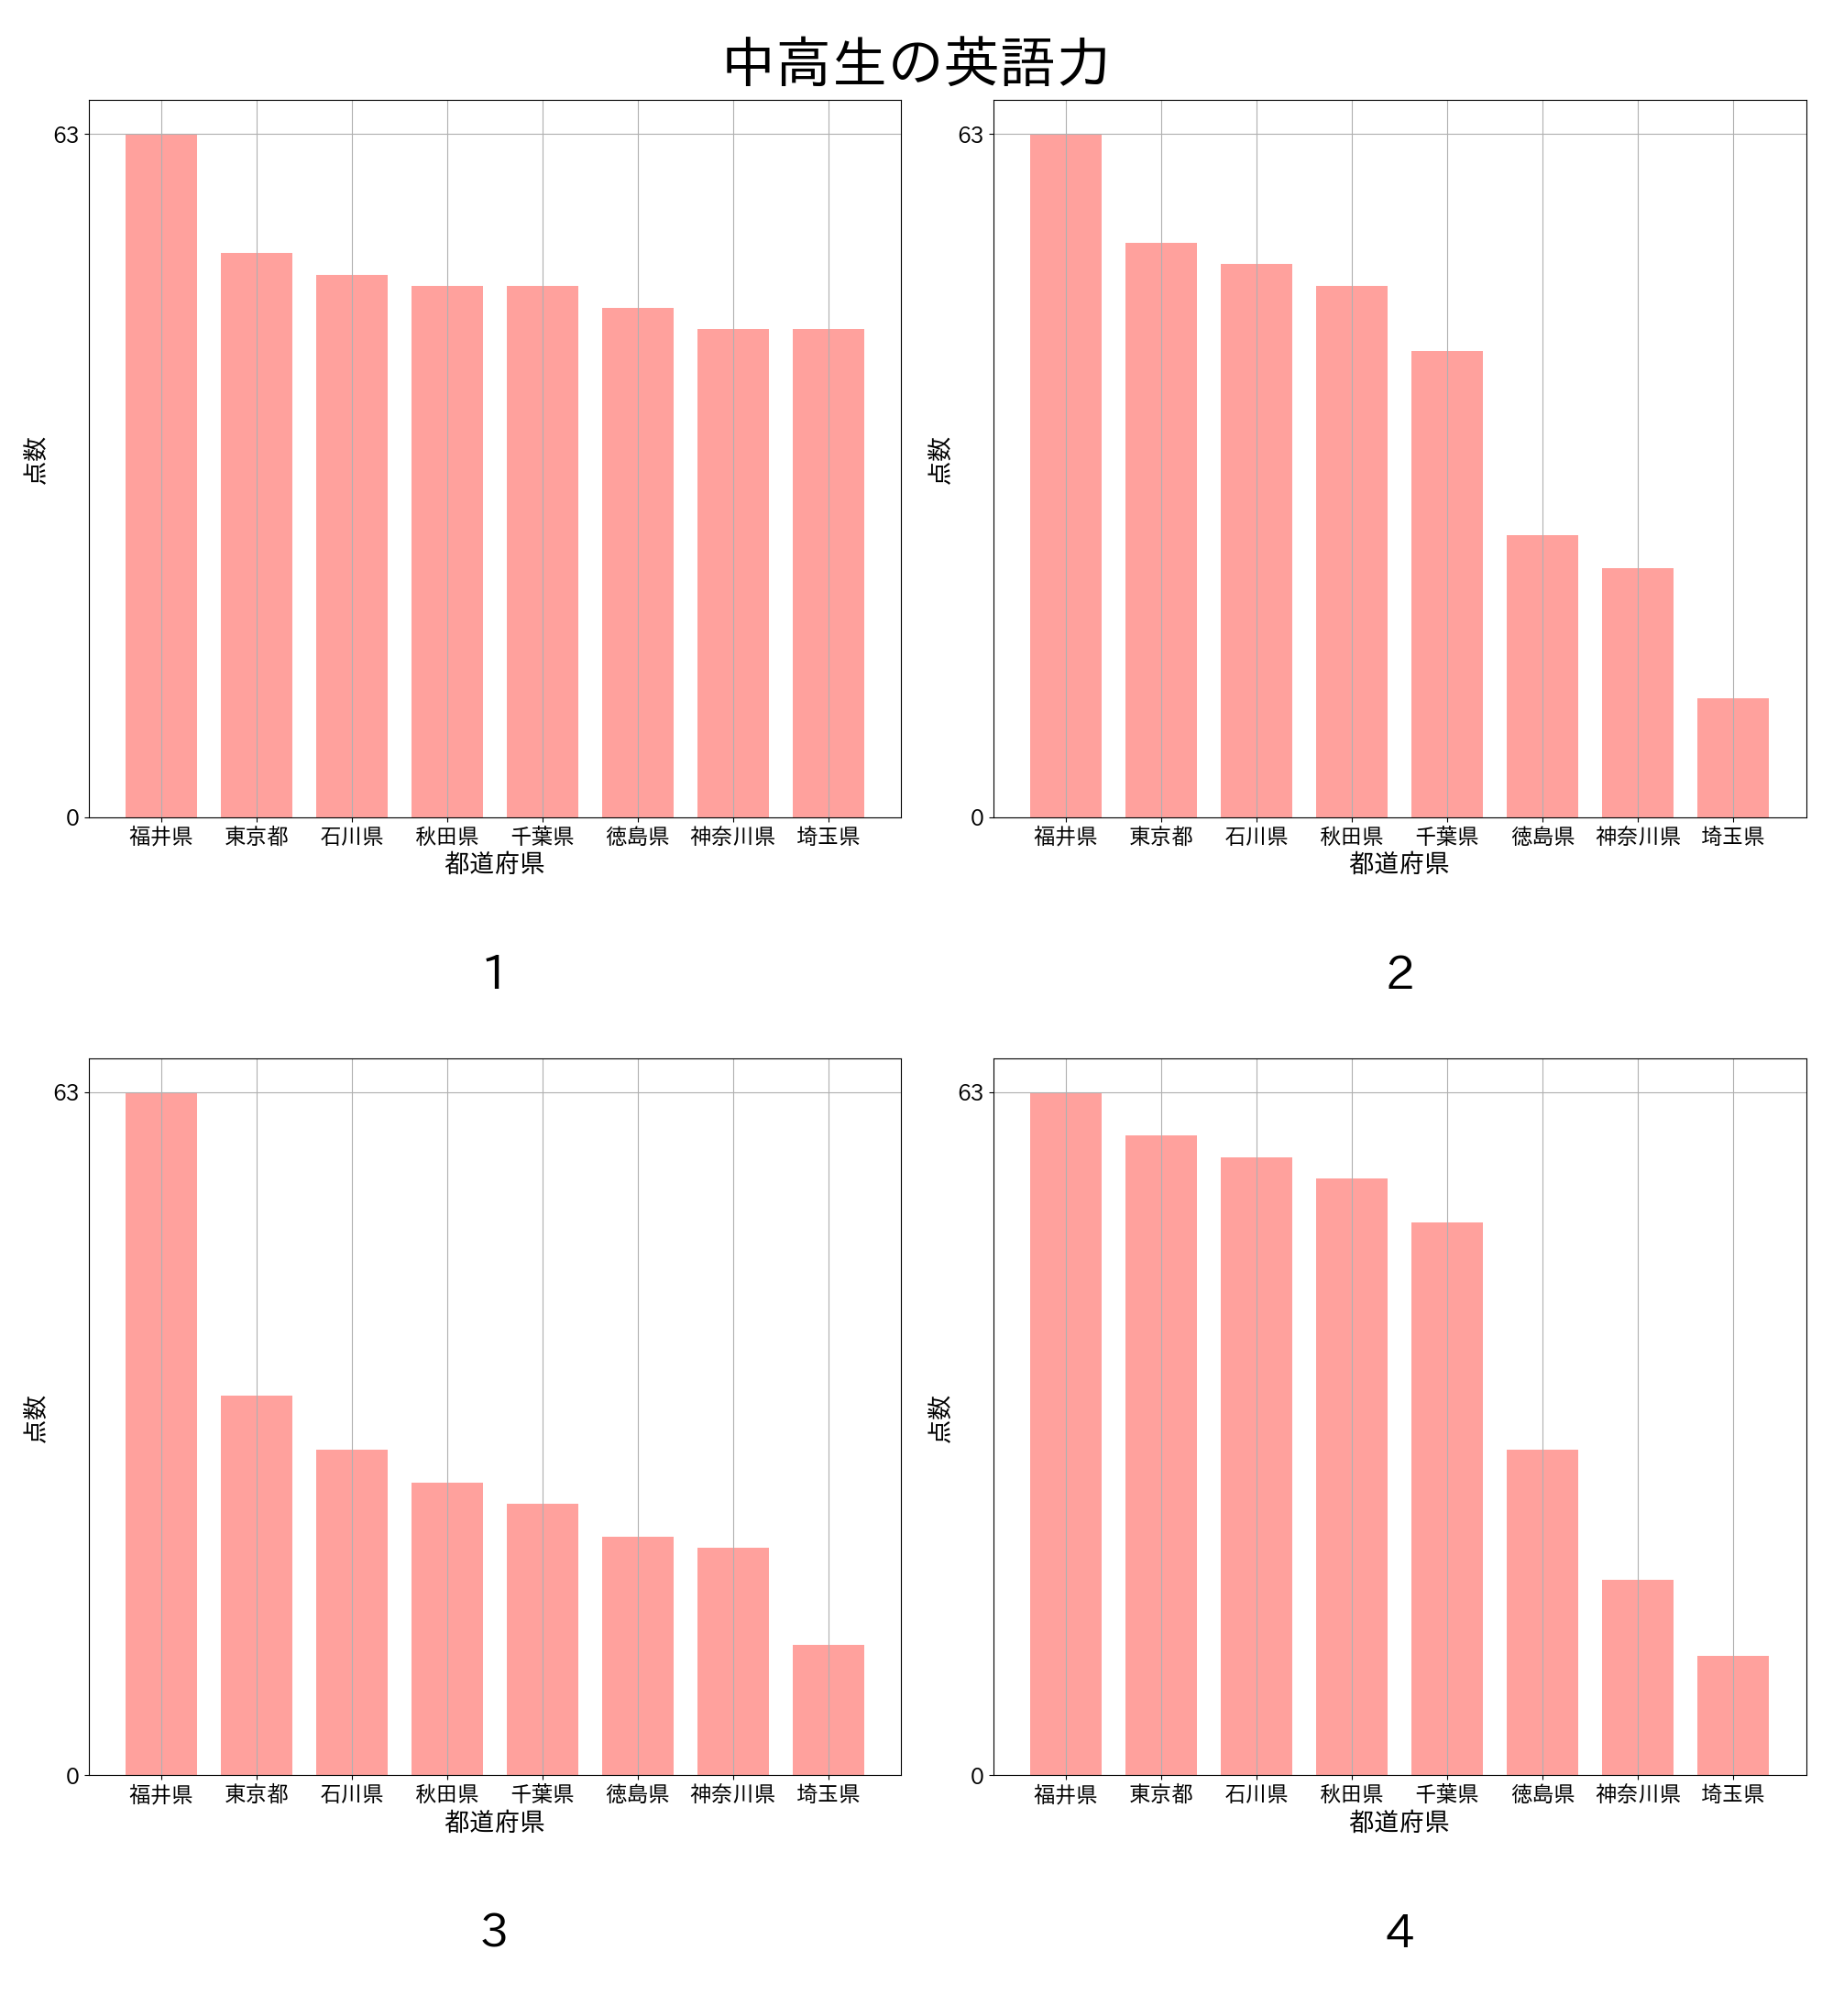 中高生の英語力
63
0
点数
福井県 東京都 石川県 秋田県 千葉県 徳島県 神奈川県 埼玉県
都道府県
1
63
0
点数
福井県 東京都 石川県 秋田県 千葉県 徳島県 神奈川県 埼玉県
都道府県
2
63
0
点数
福井県 東京都 石川県 秋田県 千葉県 徳島県 神奈川県 埼玉県
都道府県
3
63
0
点数
福井県 東京都 石川県 秋田県 千葉県 徳島県 神奈川県 埼玉県
都道府県
4